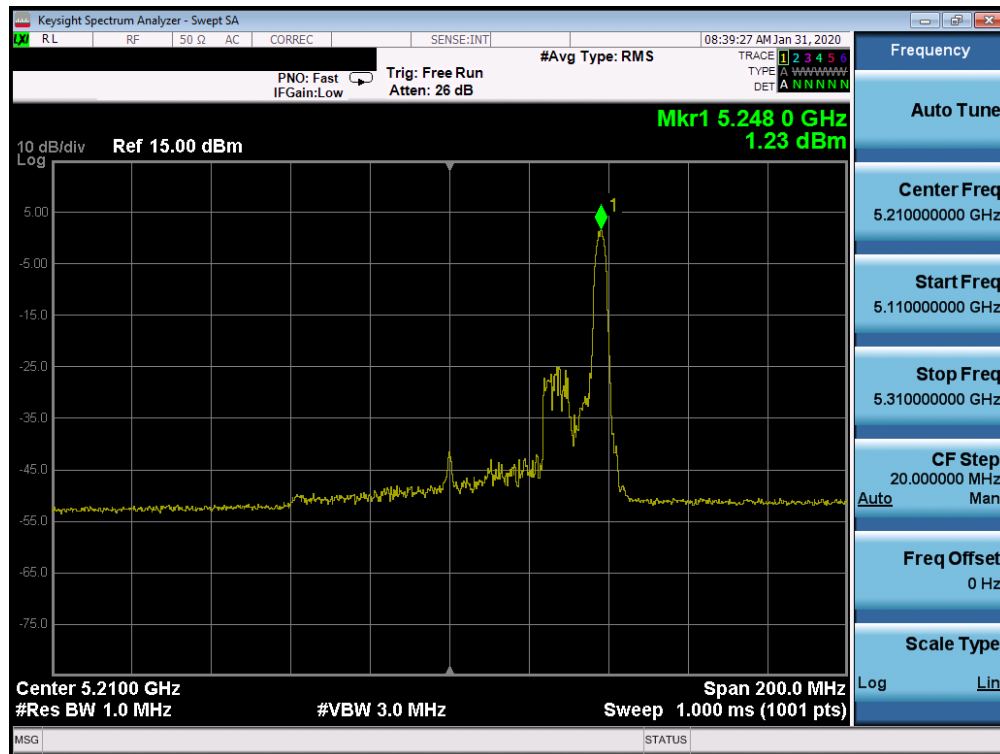 Keysight Spectrum Analyzer - Swept SA
LXI RL RF 50 Ω AC CORREC SENSE:INT 08:39:27 AM Jan 31, 2020
#Avg Type: RMS TRACE 1 2 3 4 5 6
PNO: Fast Trig: Free Run TYPE A WWWWW
IFGain:Low Atten: 26 dB DET A N N N N N
Mkr1 5.248 0 GHz
1.23 dBm
10 dB/div Ref 15.00 dBm
Log
1
5.00
-5.00
-15.0
-25.0
-35.0
-45.0
-55.0
-65.0
-75.0
Center 5.2100 GHz Span 200.0 MHz
#Res BW 1.0 MHz #VBW 3.0 MHz Sweep 1.000 ms (1001 pts)
MSG STATUS
Frequency
Auto Tune
Center Freq
5.210000000 GHz
Start Freq
5.110000000 GHz
Stop Freq
5.310000000 GHz
CF Step
20.000000 MHz
Auto Man
Freq Offset
0 Hz
Scale Type
Log Lin